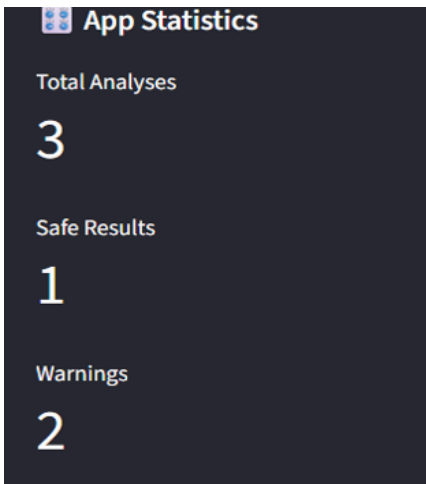 App Statistics
Total Analyses
3
Safe Results
1
Warnings
2